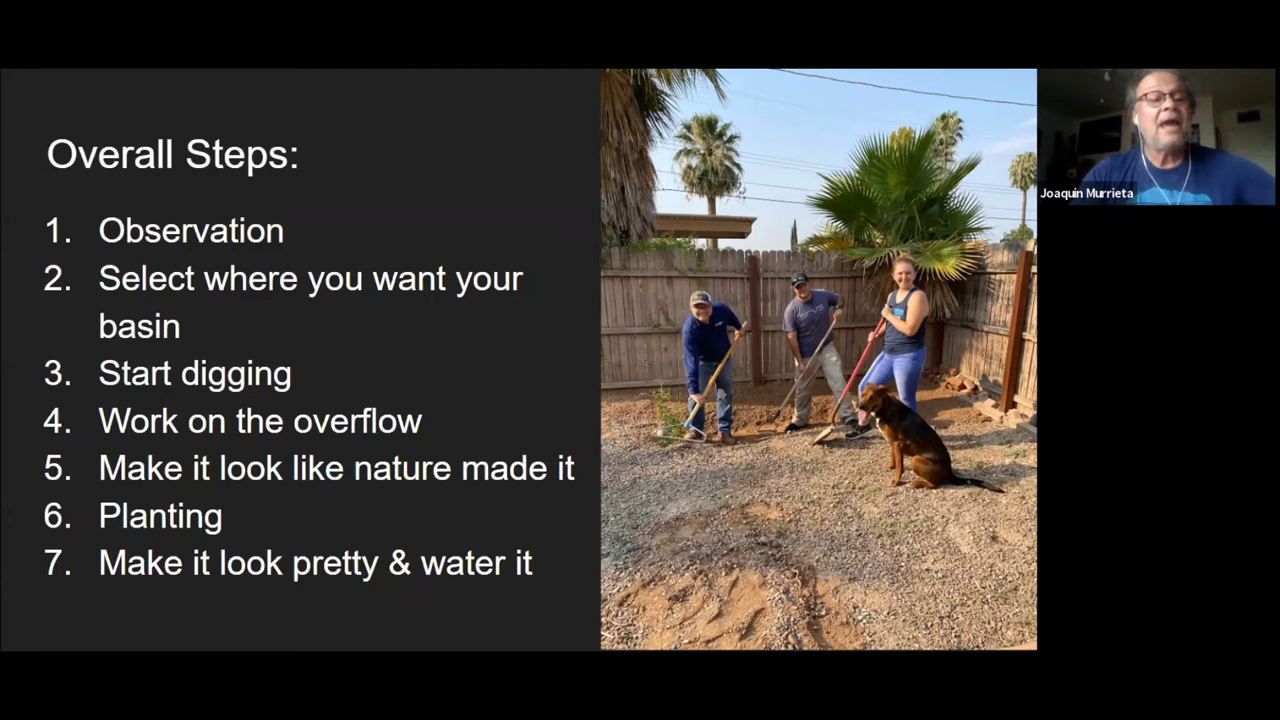 Overall Steps:
1. Observation
2. Select where you want your
basin
3. Start digging
4. Work on the overflow
5. Make it look like nature made it
6. Planting
7. Make it look pretty & water it
Joaquin Murrieta